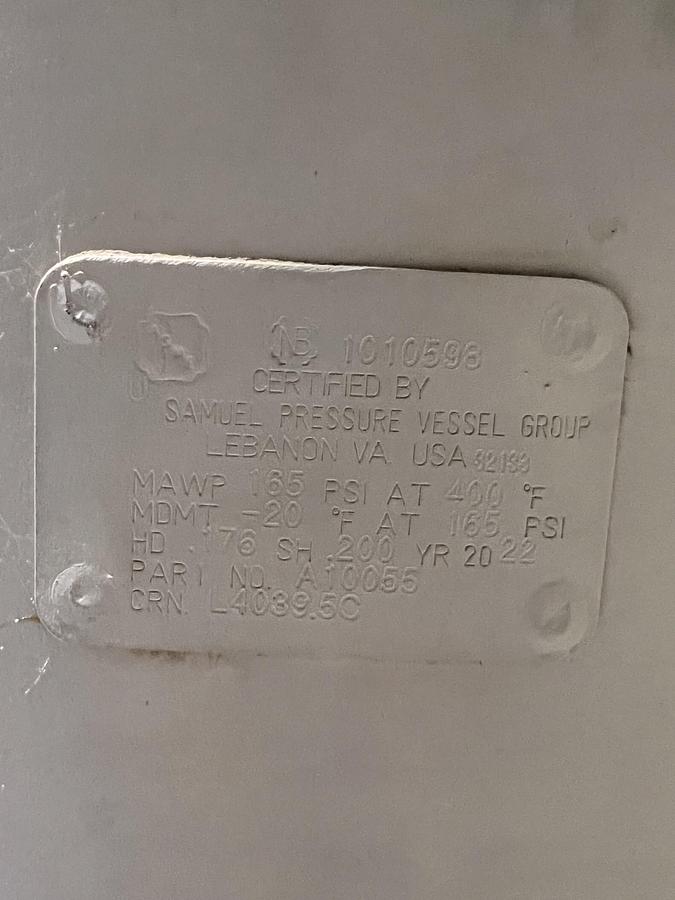 NB 1010598
U
CERTIFIED BY
SAMUEL PRESSURE VESSEL GROUP
LEBANON VA. USA
MAWP 165 PSI AT 400 °F
MDMT -20 °F AT 165 PSI
HD .176 SH .200 YR 2022
PART NO. A10055
CRN. L4039.5C